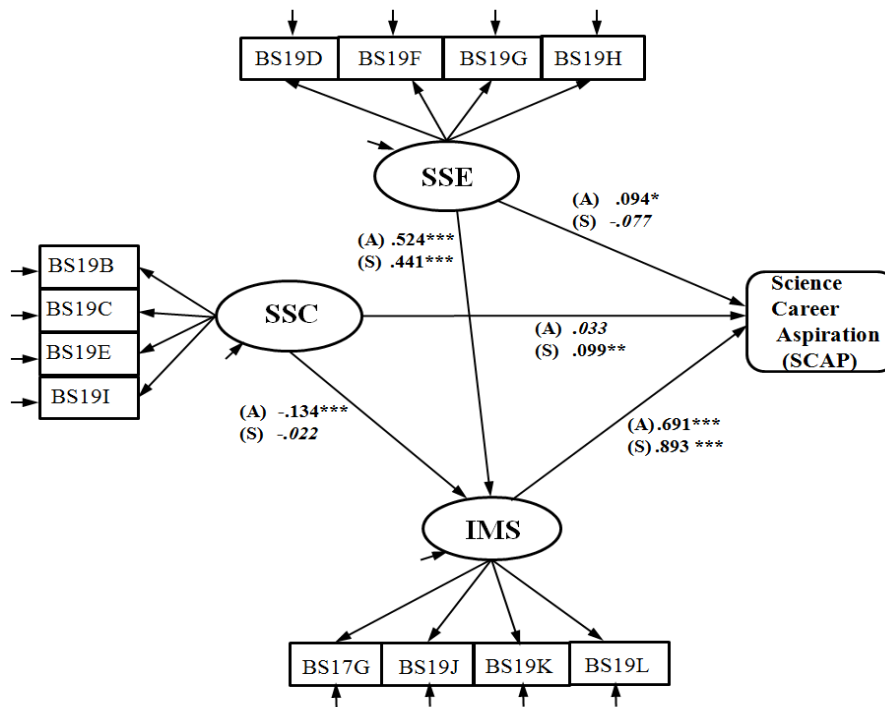 BS19D BS19F BS19G BS19H
SSE
(A) .094*
(S) -.077
(A) .524***
(S) .441***
BS19B
BS19C
BS19E
BS19I
SSC
Science
Career
Aspiration
(SCAP)
(A) .033
(S) .099**
(A) -.134***
(S) -.022
(A) .691***
(S) .893 ***
IMS
BS17G BS19J BS19K BS19L